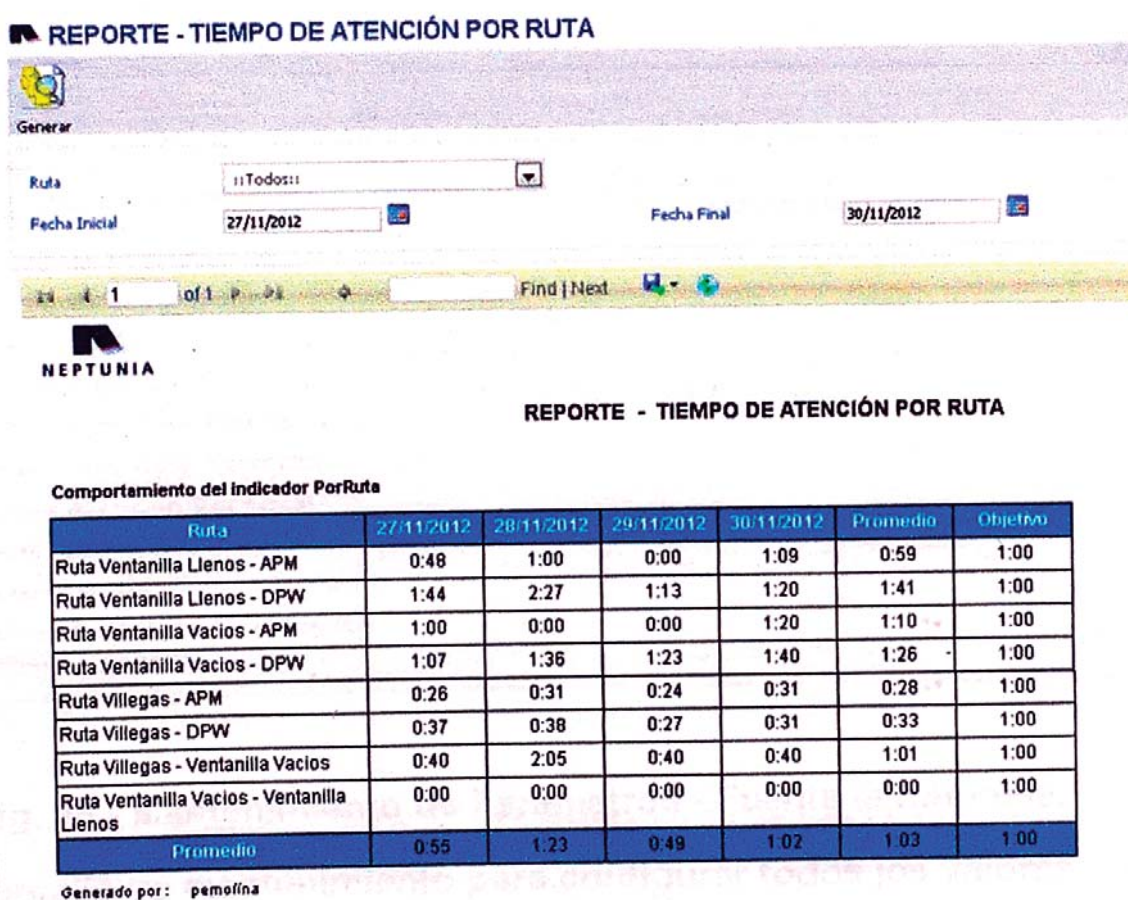 REPORTE - TIEMPO DE ATENCIÓN POR RUTA
Generar
Ruta ::Todos::
Fecha Inicial 27/11/2012 Fecha Final 30/11/2012
1 of 1 Find | Next
NEPTUNIA
REPORTE - TIEMPO DE ATENCIÓN POR RUTA
Comportamiento del indicador PorRuta
Ruta 27/11/2012 28/11/2012 29/11/2012 30/11/2012 Promedio Objetivo
Ruta Ventanilla Llenos - APM 0:48 1:00 0:00 1:09 0:59 1:00
Ruta Ventanilla Llenos - DPW 1:44 2:27 1:13 1:20 1:41 1:00
Ruta Ventanilla Vacios - APM 1:00 0:00 0:00 1:20 1:10 1:00
Ruta Ventanilla Vacios - DPW 1:07 1:36 1:23 1:40 1:26 1:00
Ruta Villegas - APM 0:26 0:31 0:24 0:31 0:28 1:00
Ruta Villegas - DPW 0:37 0:38 0:27 0:31 0:33 1:00
Ruta Villegas - Ventanilla Vacios 0:40 2:05 0:40 0:40 1:01 1:00
Ruta Ventanilla Vacios - Ventanilla 0:00 0:00 0:00 0:00 0:00 1:00
Llenos
Promedio 0:55 1:23 0:49 1:02 1:03 1:00
Generado por: pemolina